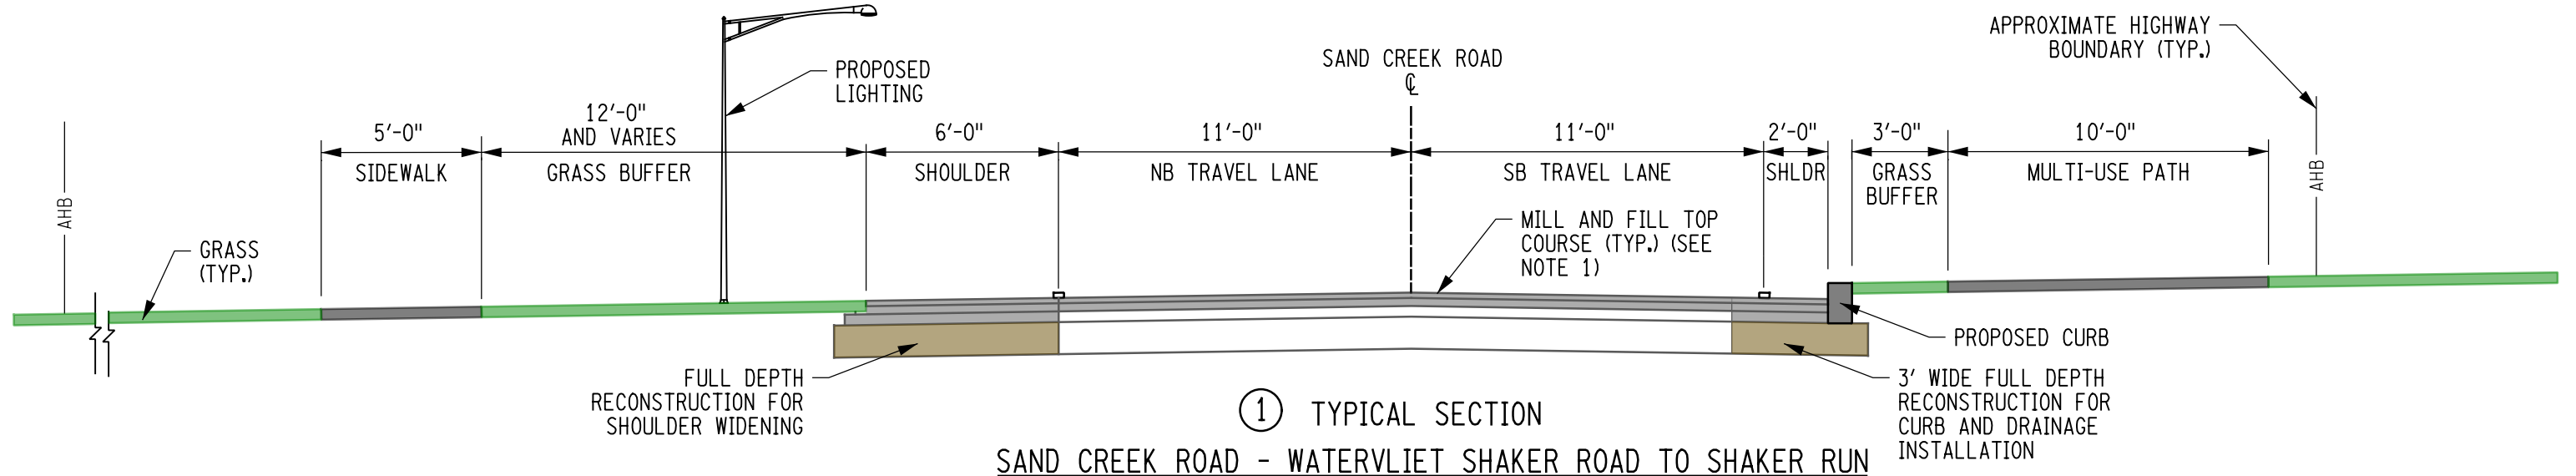 APPROXIMATE HIGHWAY
BOUNDARY (TYP.)
SAND CREEK ROAD
℄
PROPOSED
LIGHTING
AHB
5'-0"
SIDEWALK
12'-0"
AND VARIES
GRASS BUFFER
6'-0"
SHOULDER
11'-0"
NB TRAVEL LANE
11'-0"
SB TRAVEL LANE
2'-0"
SHLDR
3'-0"
GRASS
BUFFER
10'-0"
MULTI-USE PATH
AHB
GRASS
(TYP.)
MILL AND FILL TOP
COURSE (TYP.) (SEE
NOTE 1)
PROPOSED CURB
FULL DEPTH
RECONSTRUCTION FOR
SHOULDER WIDENING
3' WIDE FULL DEPTH
RECONSTRUCTION FOR
CURB AND DRAINAGE
INSTALLATION
1 TYPICAL SECTION
SAND CREEK ROAD - WATERVLIET SHAKER ROAD TO SHAKER RUN